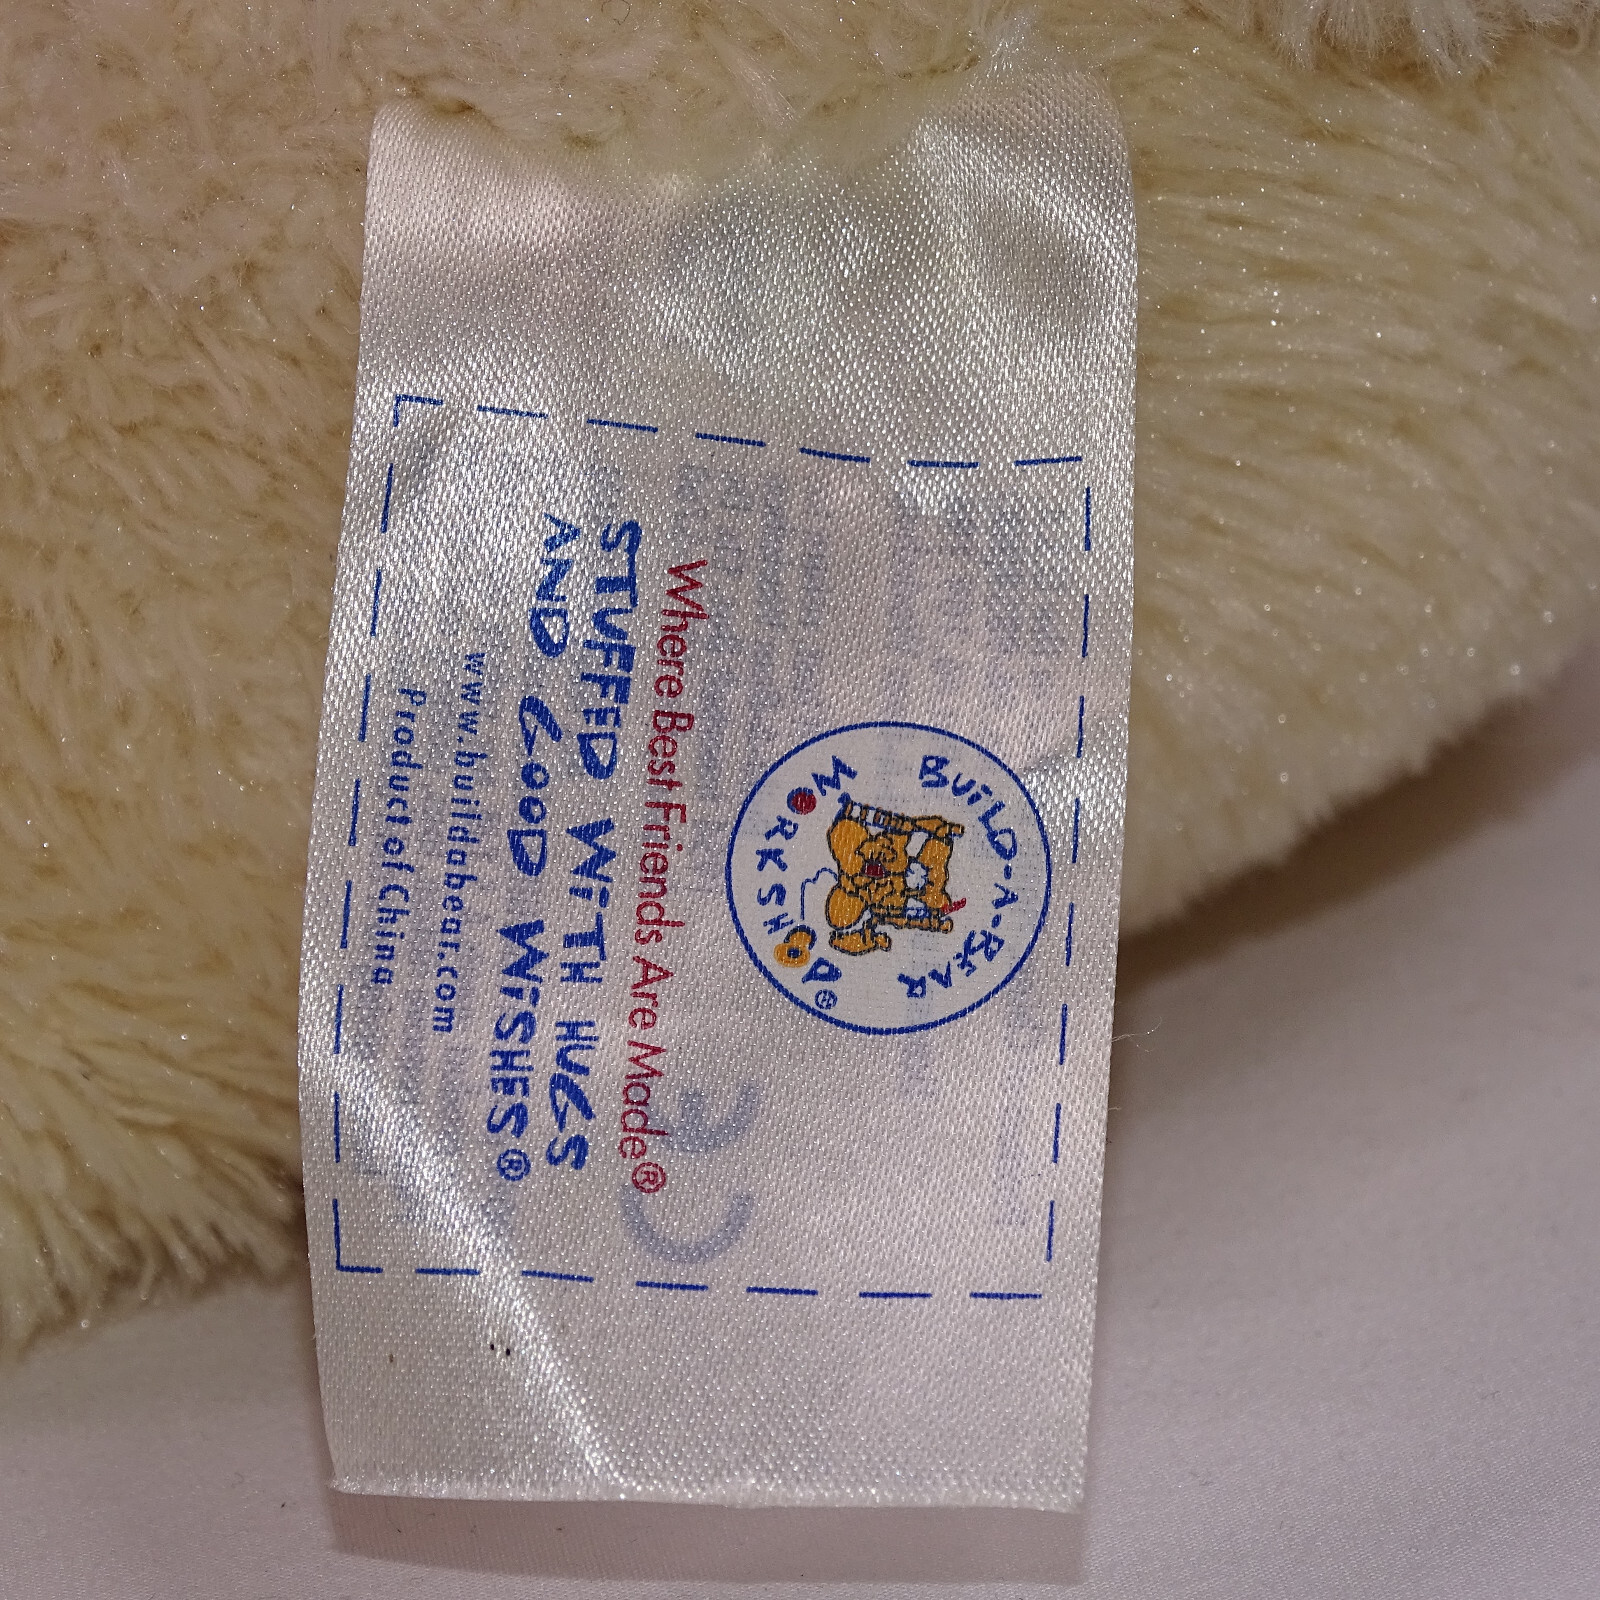 BUiLD-A-BEAR
WORKSHOP®
Where Best Friends Are Made®
STUFFED WiTH HUGS
AND GOOD WiSHES®
www.buildabear.com
Product of China
CE